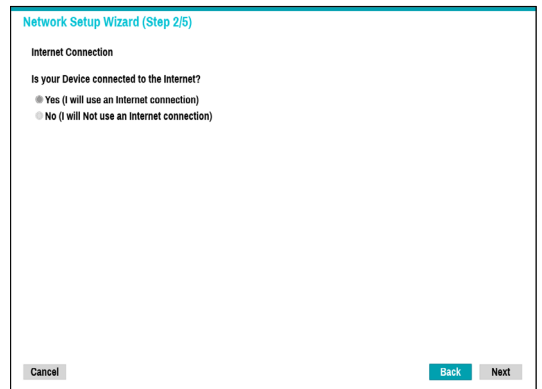 Network Setup Wizard (Step 2/5)
Internet Connection
Is your Device connected to the Internet?
Yes (I will use an Internet connection)
No (I will Not use an Internet connection)
Cancel
Back
Next